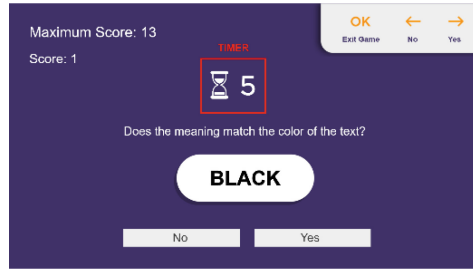 Maximum Score: 13
Score: 1
TIMER
5
OK ← →
Exit Game No Yes
Does the meaning match the color of the text?
BLACK
No Yes